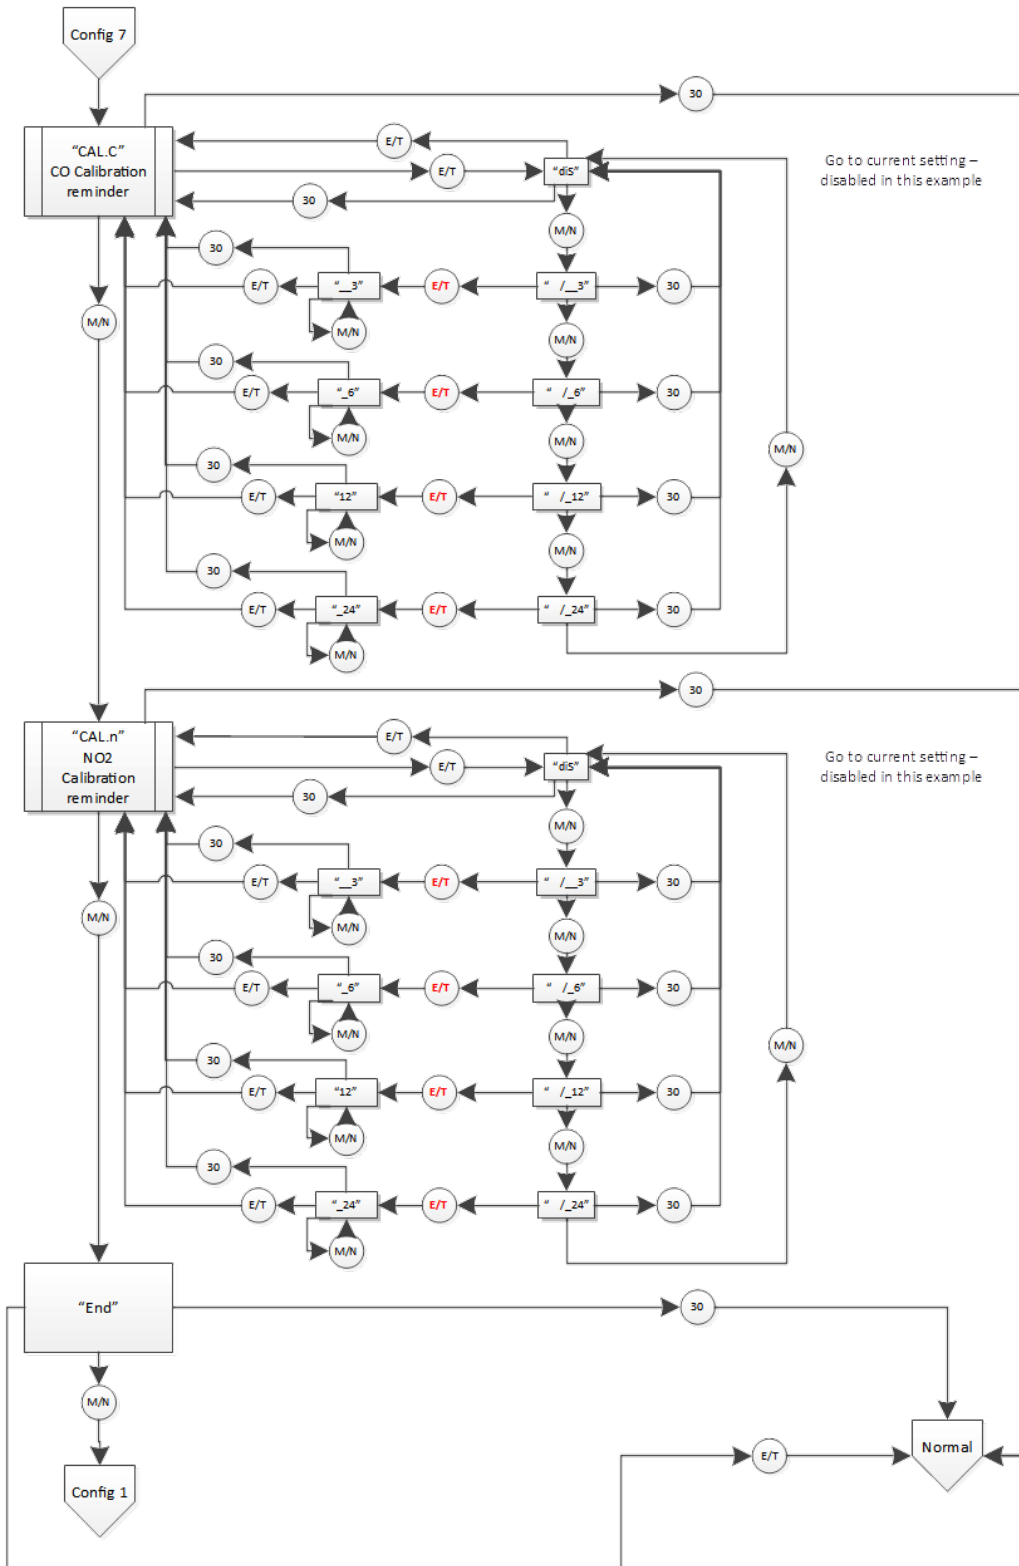 Config 7
30
"CAL.C"
CO Calibration
reminder
E/T
E/T
"diS"
Go to current setting –
disabled in this example
30
M/N
30
E/T
"__3"
E/T
" /__3"
30
M/N
M/N
M/N
30
E/T
"_6"
E/T
" /_6"
30
M/N
M/N
M/N
30
E/T
"12"
E/T
" /_12"
30
M/N
M/N
30
E/T
"_24"
E/T
" /_24"
30
M/N
30
"CAL.n"
NO2
Calibration
reminder
E/T
E/T
"diS"
Go to current setting –
disabled in this example
30
M/N
30
E/T
"__3"
E/T
" /__3"
30
M/N
M/N
M/N
30
E/T
"_6"
E/T
" /_6"
30
M/N
M/N
M/N
30
E/T
"12"
E/T
" /_12"
30
M/N
M/N
30
E/T
"_24"
E/T
" /_24"
30
M/N
"End"
30
M/N
Normal
E/T
Config 1